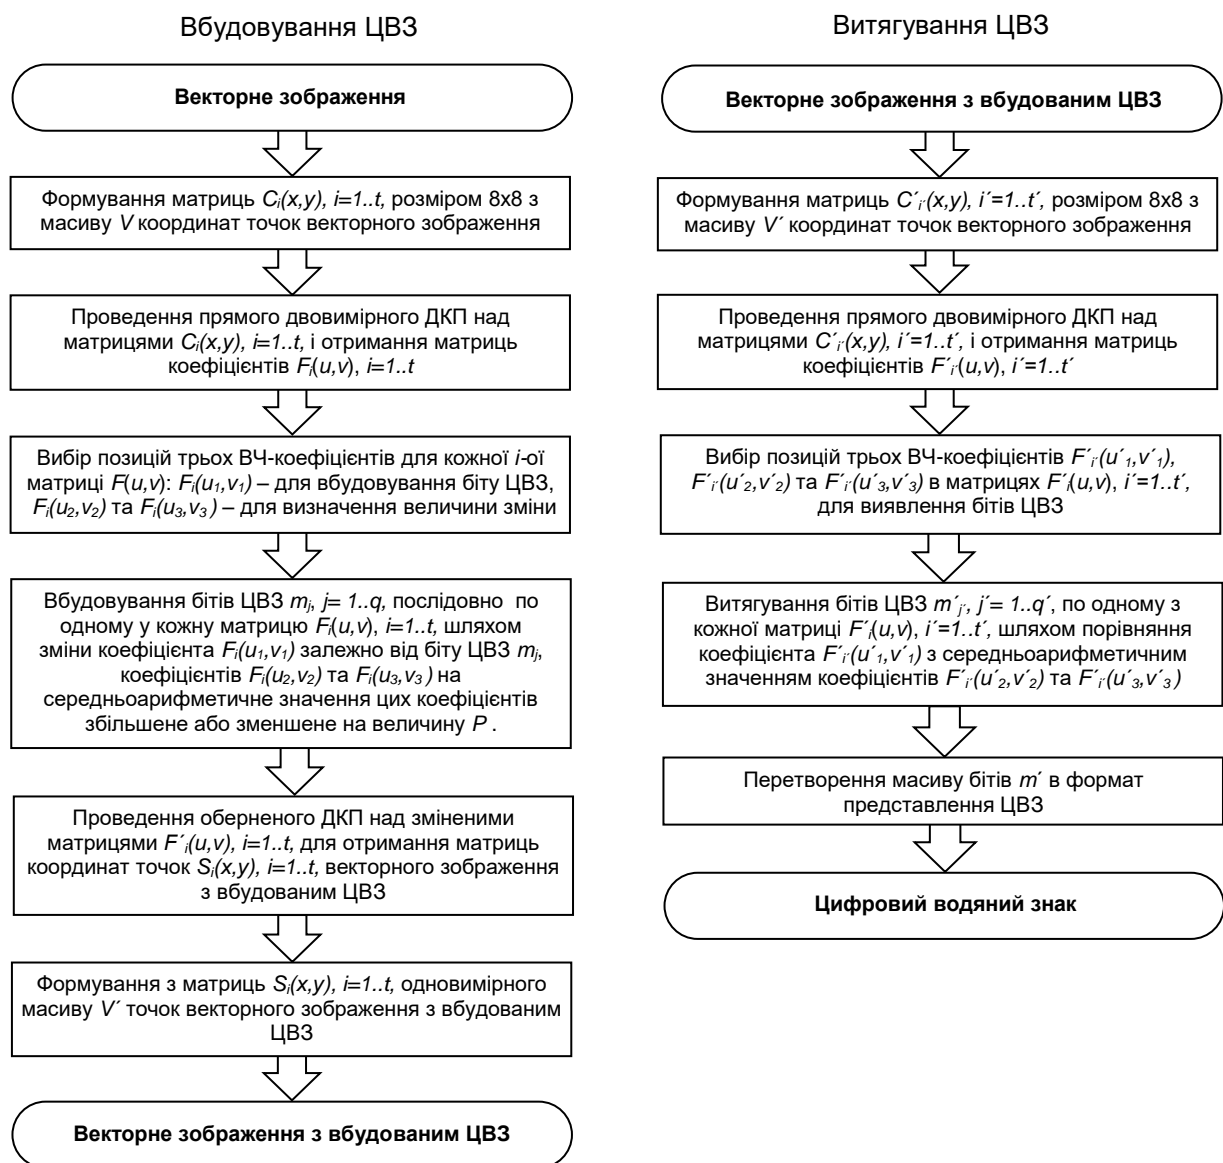 Вбудовування ЦВЗ
Векторне зображення
Формування матриць Cᵢ(x,y), i=1..t, розміром 8x8 з
масиву V координат точок векторного зображення
Проведення прямого двовимірного ДКП над
матрицями Cᵢ(x,y), i=1..t, і отримання матриць
коефіцієнтів Fᵢ(u,v), i=1..t
Вибір позицій трьох ВЧ-коефіцієнтів для кожної i-ої
матриці F(u,v): Fᵢ(u₁,v₁) – для вбудовування біту ЦВЗ,
Fᵢ(u₂,v₂) та Fᵢ(u₃,v₃) – для визначення величини зміни
Вбудовування бітів ЦВЗ mⱼ, j= 1..q, послідовно по
одному у кожну матрицю Fᵢ(u,v), i=1..t, шляхом
зміни коефіцієнта Fᵢ(u₁,v₁) залежно від біту ЦВЗ mⱼ,
коефіцієнтів Fᵢ(u₂,v₂) та Fᵢ(u₃,v₃) на
середньоарифметичне значення цих коефіцієнтів
збільшене або зменшене на величину P .
Проведення оберненого ДКП над зміненими
матрицями F´ᵢ(u,v), i=1..t, для отримання матриць
координат точок Sᵢ(x,y), i=1..t, векторного зображення
з вбудованим ЦВЗ
Формування з матриць Sᵢ(x,y), i=1..t, одновимірного
масиву V´ точок векторного зображення з вбудованим
ЦВЗ
Векторне зображення з вбудованим ЦВЗ
Витягування ЦВЗ
Векторне зображення з вбудованим ЦВЗ
Формування матриць C´ᵢ´(x,y), i´=1..t´, розміром 8x8 з
масиву V´ координат точок векторного зображення
Проведення прямого двовимірного ДКП над
матрицями C´ᵢ´(x,y), i´=1..t´, і отримання матриць
коефіцієнтів F´ᵢ´(u,v), i´=1..t´
Вибір позицій трьох ВЧ-коефіцієнтів F´ᵢ´(u´₁,v´₁),
F´ᵢ´(u´₂,v´₂) та F´ᵢ´(u´₃,v´₃) в матрицях F´ᵢ(u,v), i´=1..t´,
для виявлення бітів ЦВЗ
Витягування бітів ЦВЗ m´ⱼ´, j´= 1..q´, по одному з
кожної матриці F´ᵢ(u,v), i´=1..t´, шляхом порівняння
коефіцієнта F´ᵢ´(u´₁,v´₁) з середньоарифметичним
значенням коефіцієнтів F´ᵢ´(u´₂,v´₂) та F´ᵢ´(u´₃,v´₃)
Перетворення масиву бітів m´ в формат
представлення ЦВЗ
Цифровий водяний знак